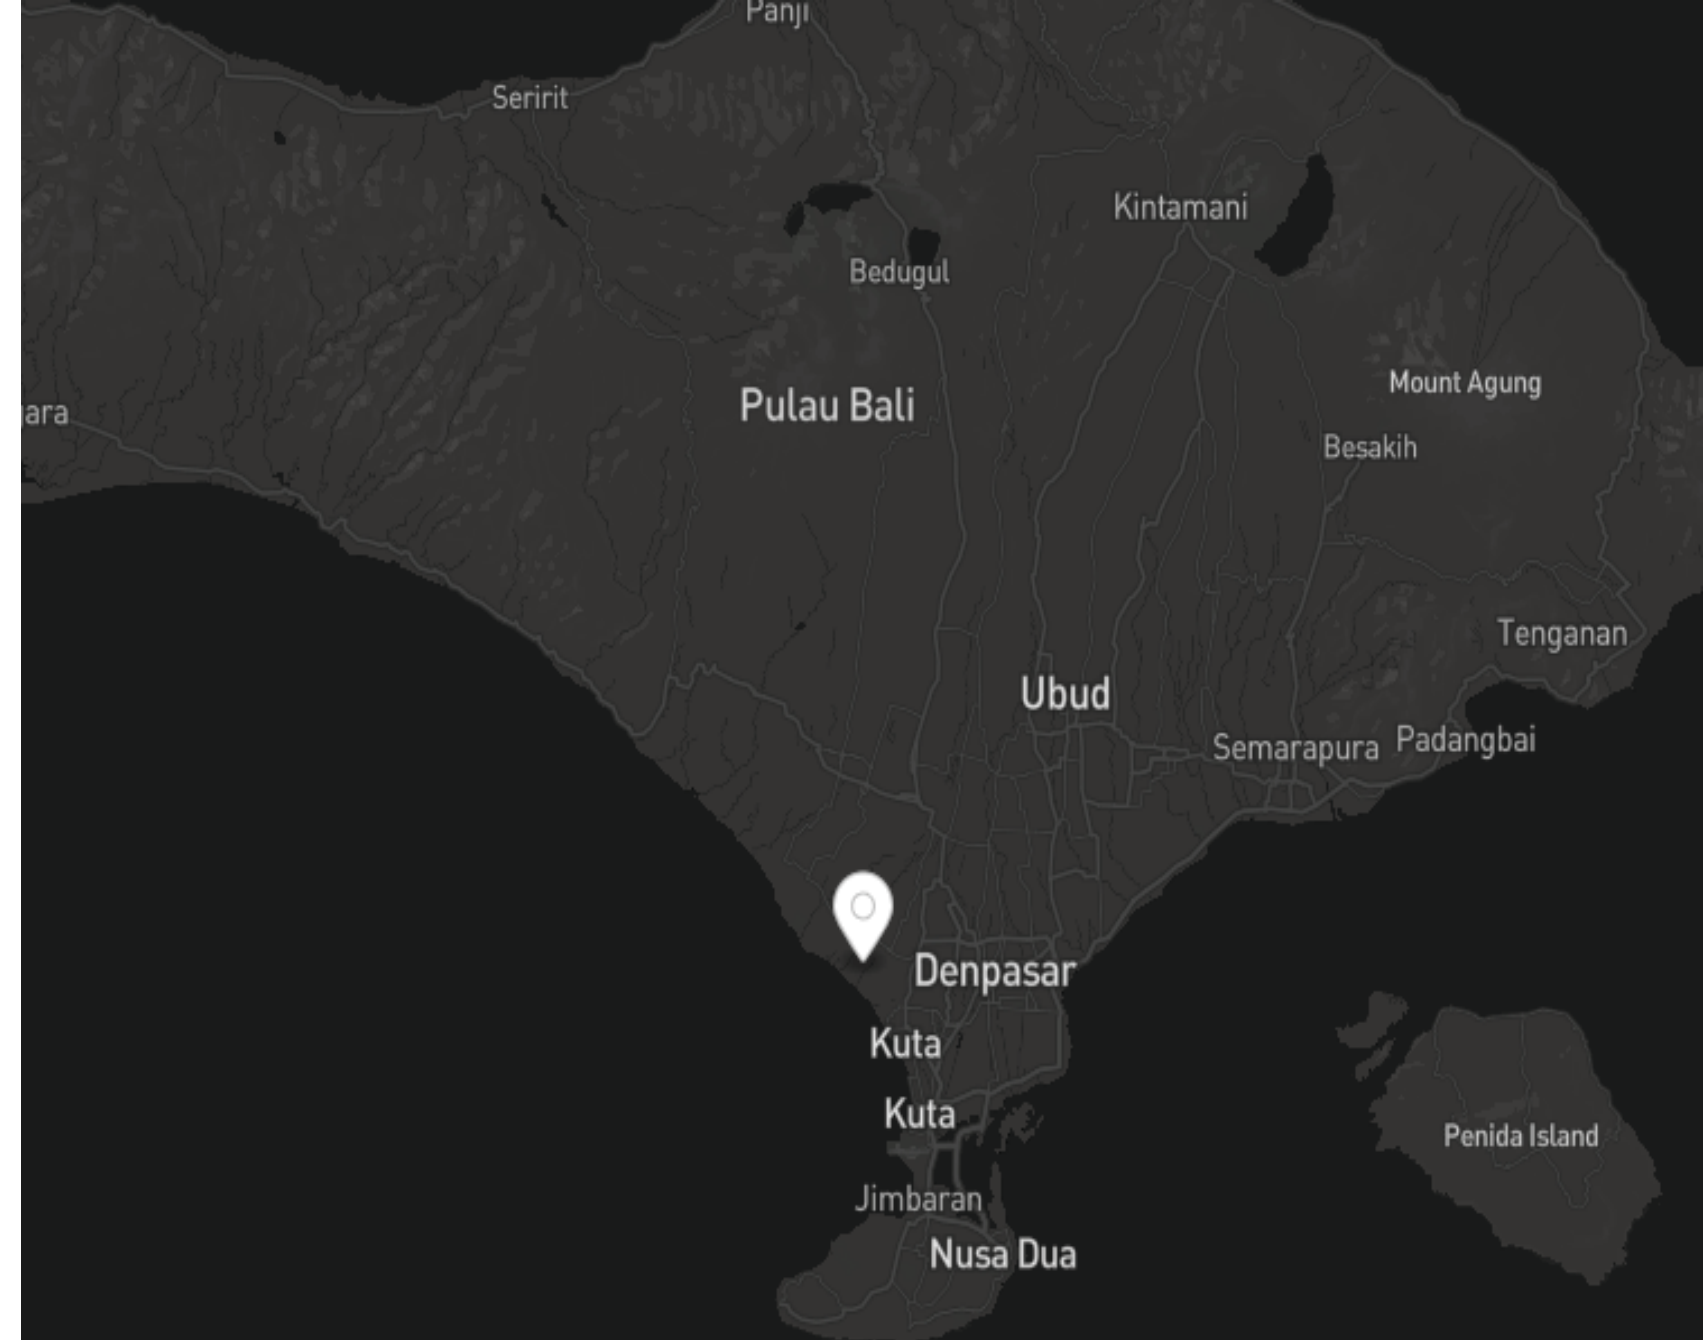 Panji
Seririt
Kintamani
Bedugul
Mount Agung
Pulau Bali
ara
Besakih
Tenganan
Ubud
Semarapura
Padangbai
Denpasar
Kuta
Kuta
Penida Island
Jimbaran
Nusa Dua